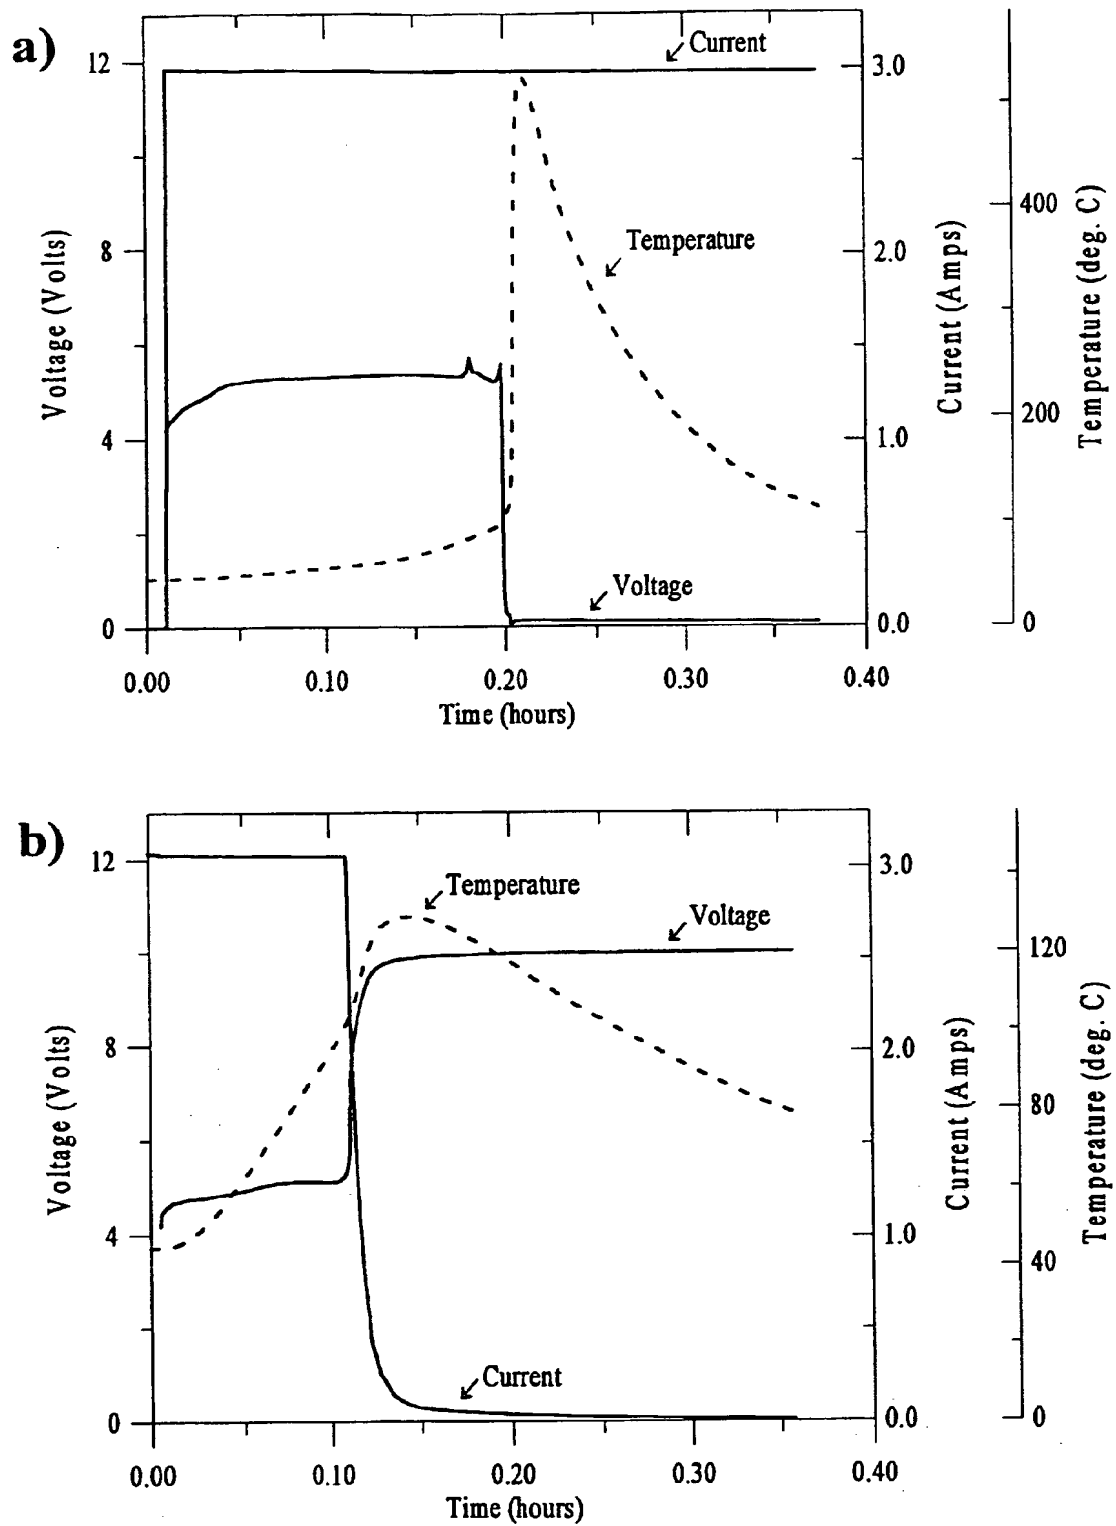 a)
Current
12
3.0
10
Temperature
400
8
2.0
Voltage (Volts)
Current (Amps)
Temperature (deg. C)
200
4
1.0
Voltage
0
0.0
0
0.00
0.10
0.20
0.30
0.40
Time (hours)
b)
12
3.0
Temperature
Voltage
120
8
2.0
Voltage (Volts)
Current (Amps)
Temperature (deg. C)
80
4
1.0
40
Current
0
0.0
0
0.00
0.10
0.20
0.30
0.40
Time (hours)